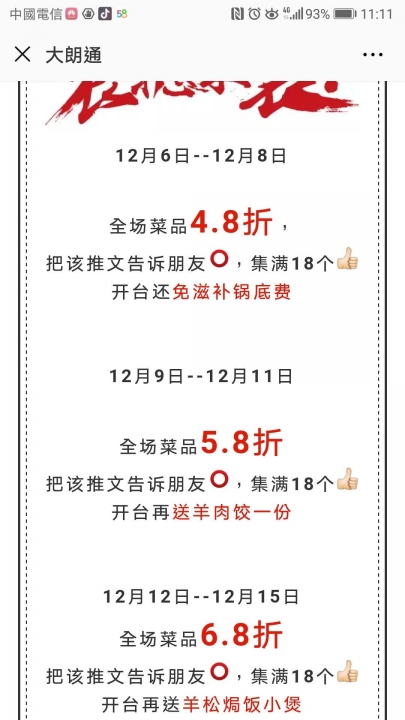 中國電信 58 4G 93% 11:11
大朗通
12月6日--12月8日
全场菜品4.8折，
把该推文告诉朋友⭕，集满18个👍🏻
开台还免滋补锅底费
12月9日--12月11日
全场菜品5.8折
把该推文告诉朋友⭕，集满18个👍🏻
开台再送羊肉饺一份
12月12日--12月15日
全场菜品6.8折
把该推文告诉朋友⭕，集满18个👍🏻
开台再送羊松焗饭小煲